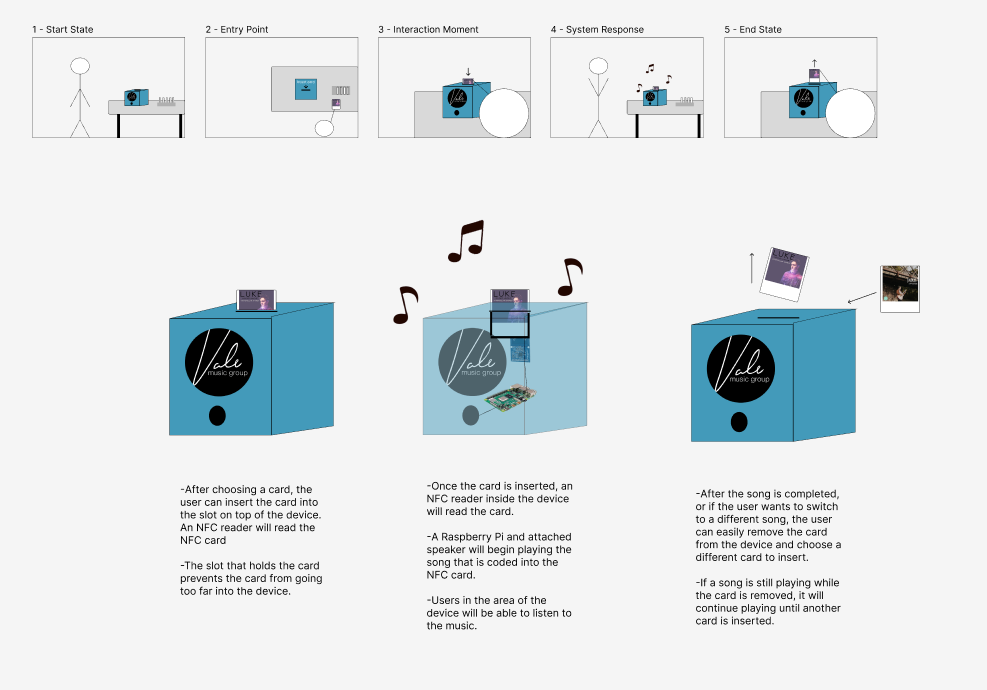 1 - Start State
2 - Entry Point
3 - Interaction Moment
4 - System Response
5 - End State
LUKE
Vale
music group
LUKE
Vale
music group
LUKE
Vale
music group
-After choosing a card, the
user can insert the card into
the slot on top of the device.
An NFC reader will read the
NFC card
-The slot that holds the card
prevents the card from going
too far into the device.
-Once the card is inserted, an
NFC reader inside the device
will read the card.
-A Raspberry Pi and attached
speaker will begin playing the
song that is coded into the
NFC card.
-Users in the area of the
device will be able to listen to
the music.
-After the song is completed,
or if the user wants to switch
to a different song, the user
can easily remove the card
from the device and choose a
different card to insert.
-If a song is still playing while
the card is removed, it will
continue playing until another
card is inserted.